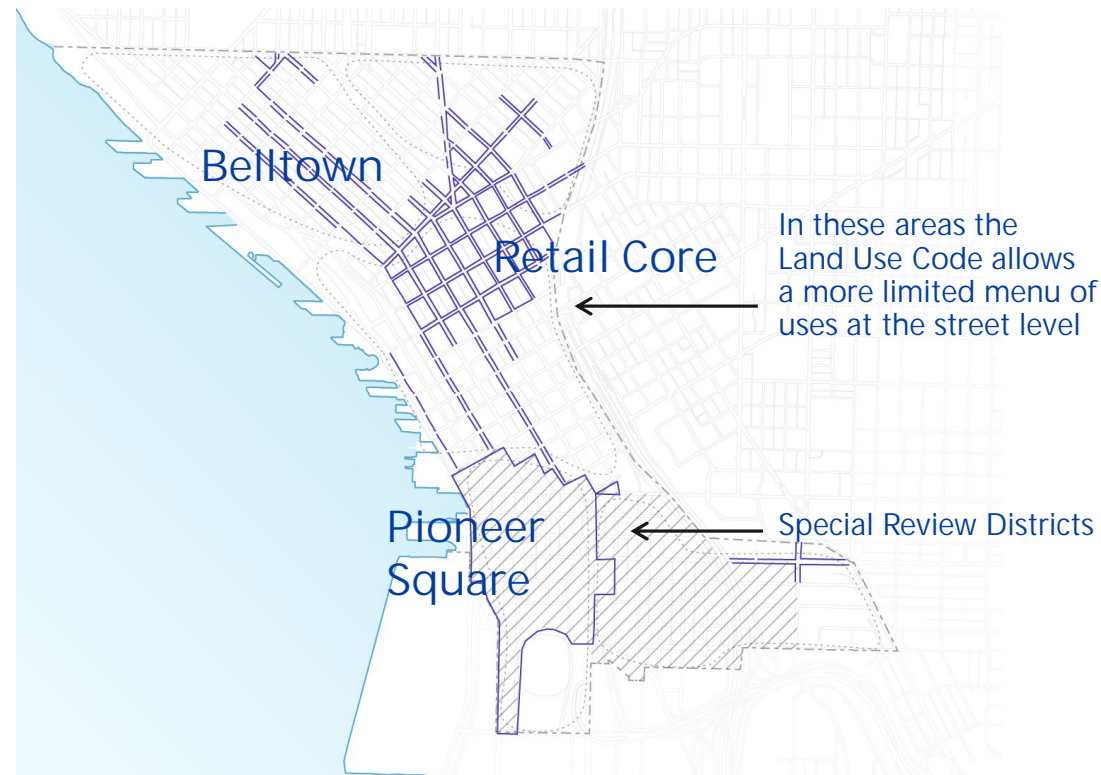 Belltown
Retail Core
In these areas the
Land Use Code allows
a more limited menu of
uses at the street level
Pioneer
Square
Special Review Districts